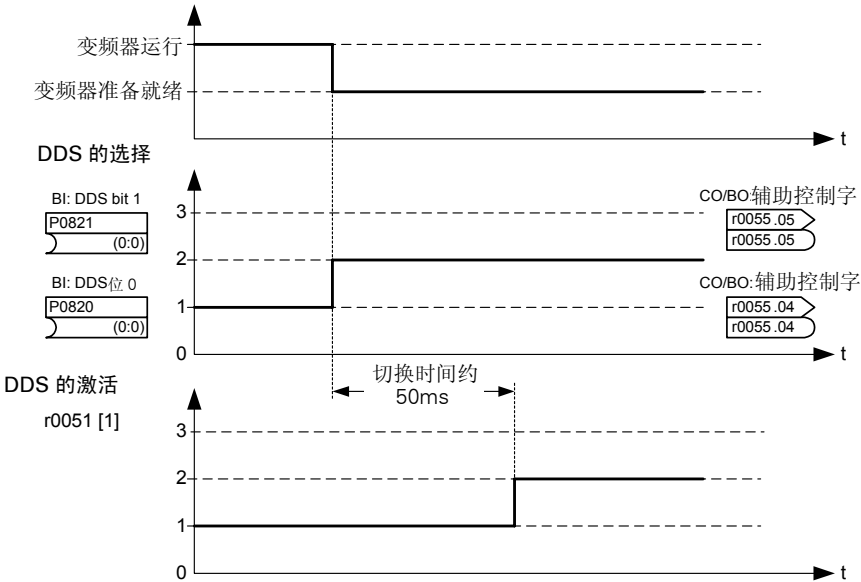 变频器运行
变频器准备就绪
t
DDS 的选择
BI: DDS bit 1
P0821
(0:0)
3
CO/BO:辅助控制字
r0055 .05
r0055 .05
2
BI: DDS位 0
P0820
(0:0)
1
CO/BO: 辅助控制字
r0055 .04
r0055 .04
0
t
DDS 的激活
切换时间约
50ms
r0051 [1]
3
2
1
0
t